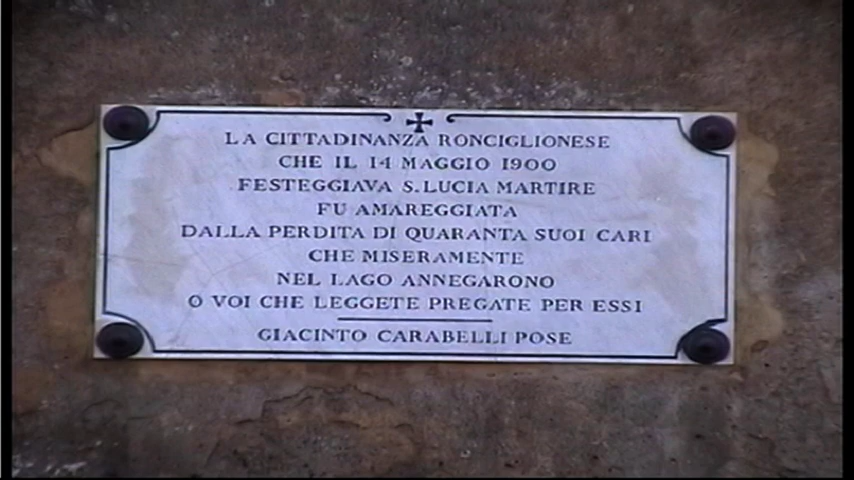 LA CITTADINANZA RONCIGLIONESE
CHE IL 14 MAGGIO 1900
FESTEGGIAVA S. LUCIA MARTIRE
FU AMAREGGIATA
DALLA PERDITA DI QUARANTA SUOI CARI
CHE MISERAMENTE
NEL LAGO ANNEGARONO
O VOI CHE LEGGETE PREGATE PER ESSI
GIACINTO CARABELLI POSE